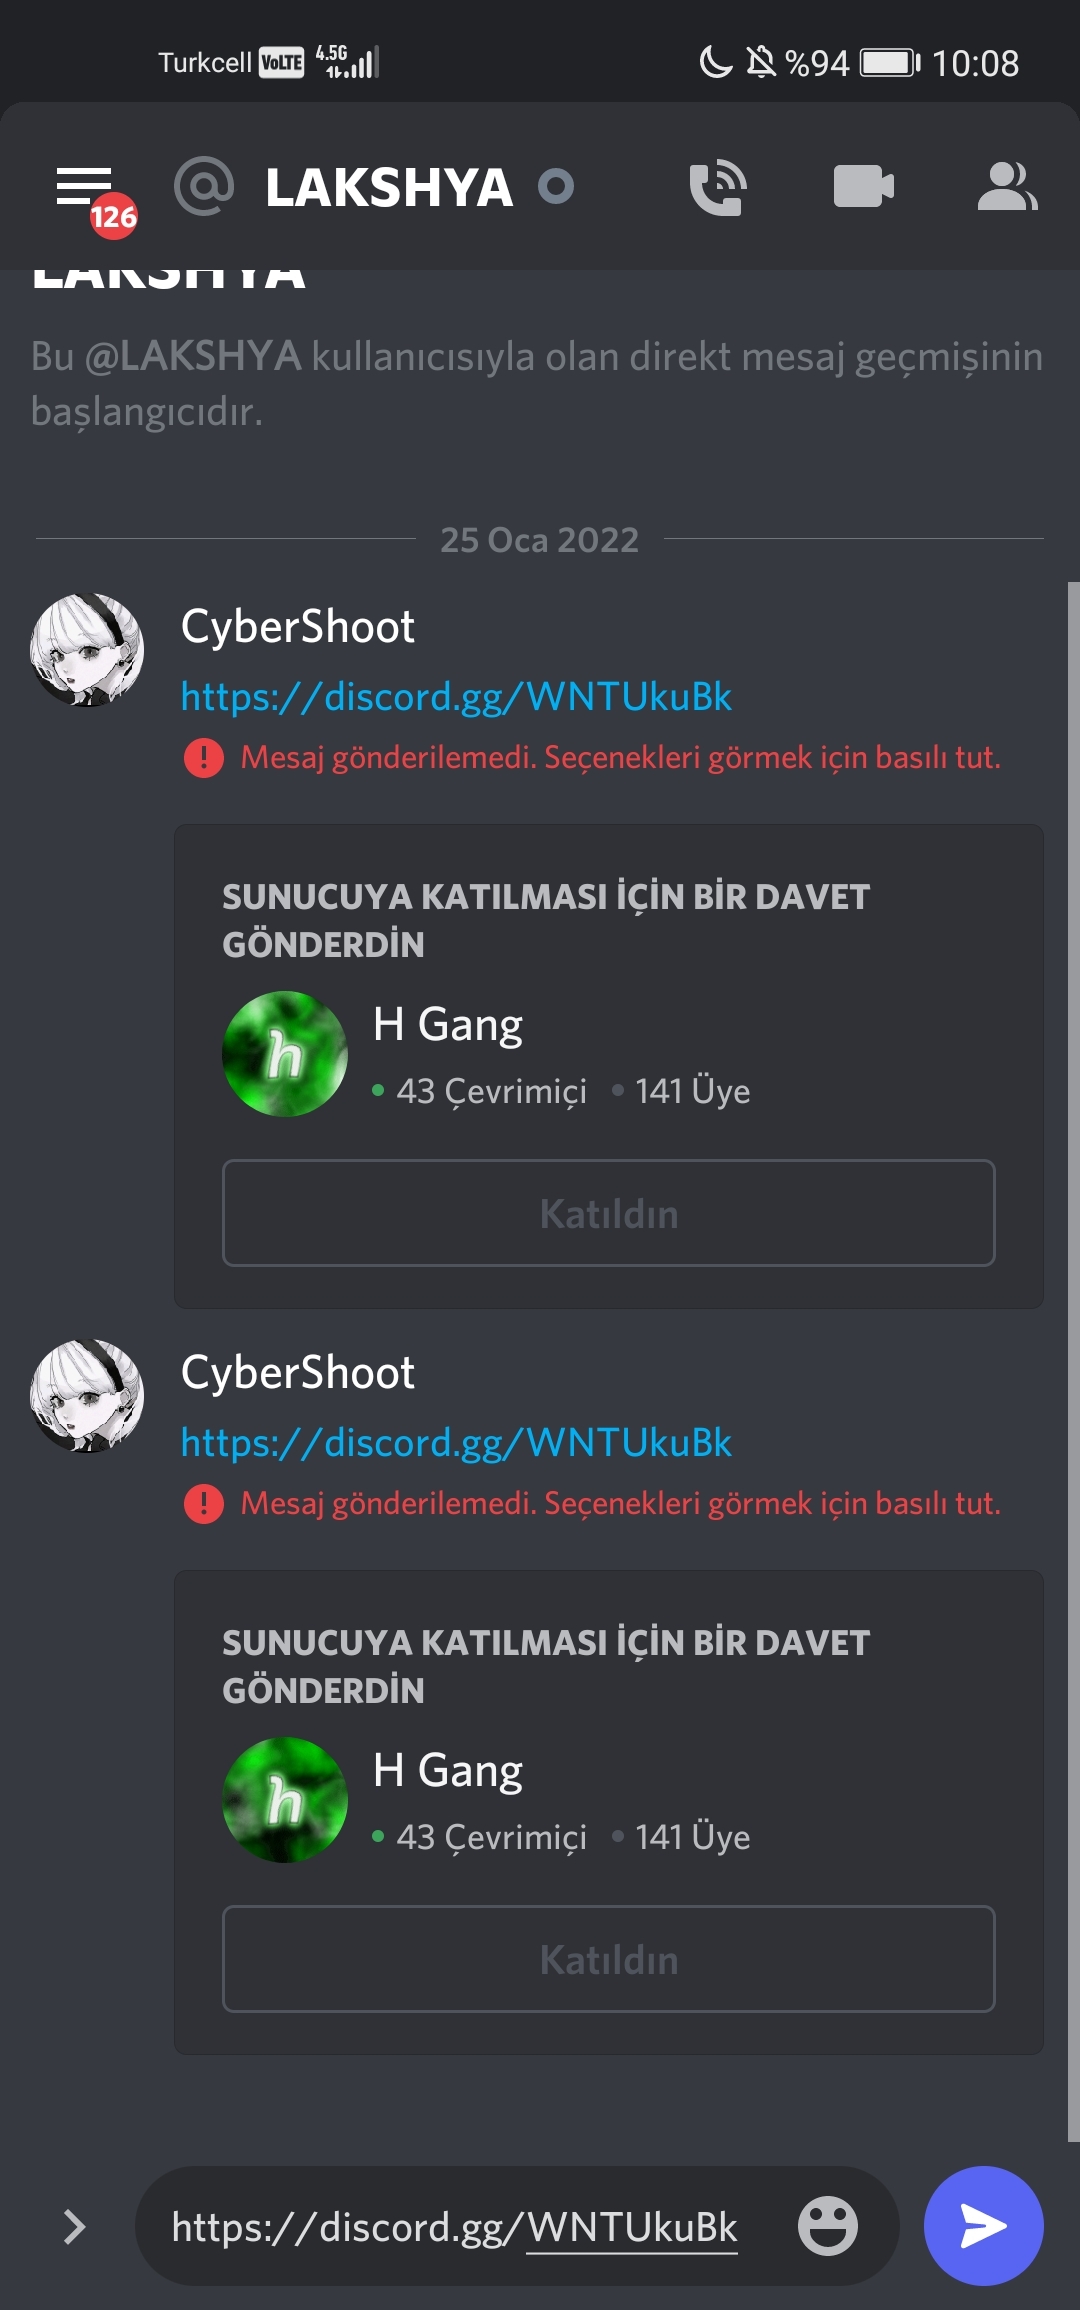 Turkcell VoLTE 4.5G %94 10:08
126 LAKSHYA
LAKSHYA
Bu @LAKSHYA kullanıcısıyla olan direkt mesaj geçmişinin
başlangıcıdır.
25 Oca 2022
CyberShoot
https://discord.gg/WNTUkuBk
Mesaj gönderilemedi. Seçenekleri görmek için basılı tut.
SUNUCUYA KATILMASI İÇİN BİR DAVET
GÖNDERDİN
h
H Gang
43 Çevrimiçi 141 Üye
Katıldın
CyberShoot
https://discord.gg/WNTUkuBk
Mesaj gönderilemedi. Seçenekleri görmek için basılı tut.
SUNUCUYA KATILMASI İÇİN BİR DAVET
GÖNDERDİN
h
H Gang
43 Çevrimiçi 141 Üye
Katıldın
https://discord.gg/WNTUkuBk